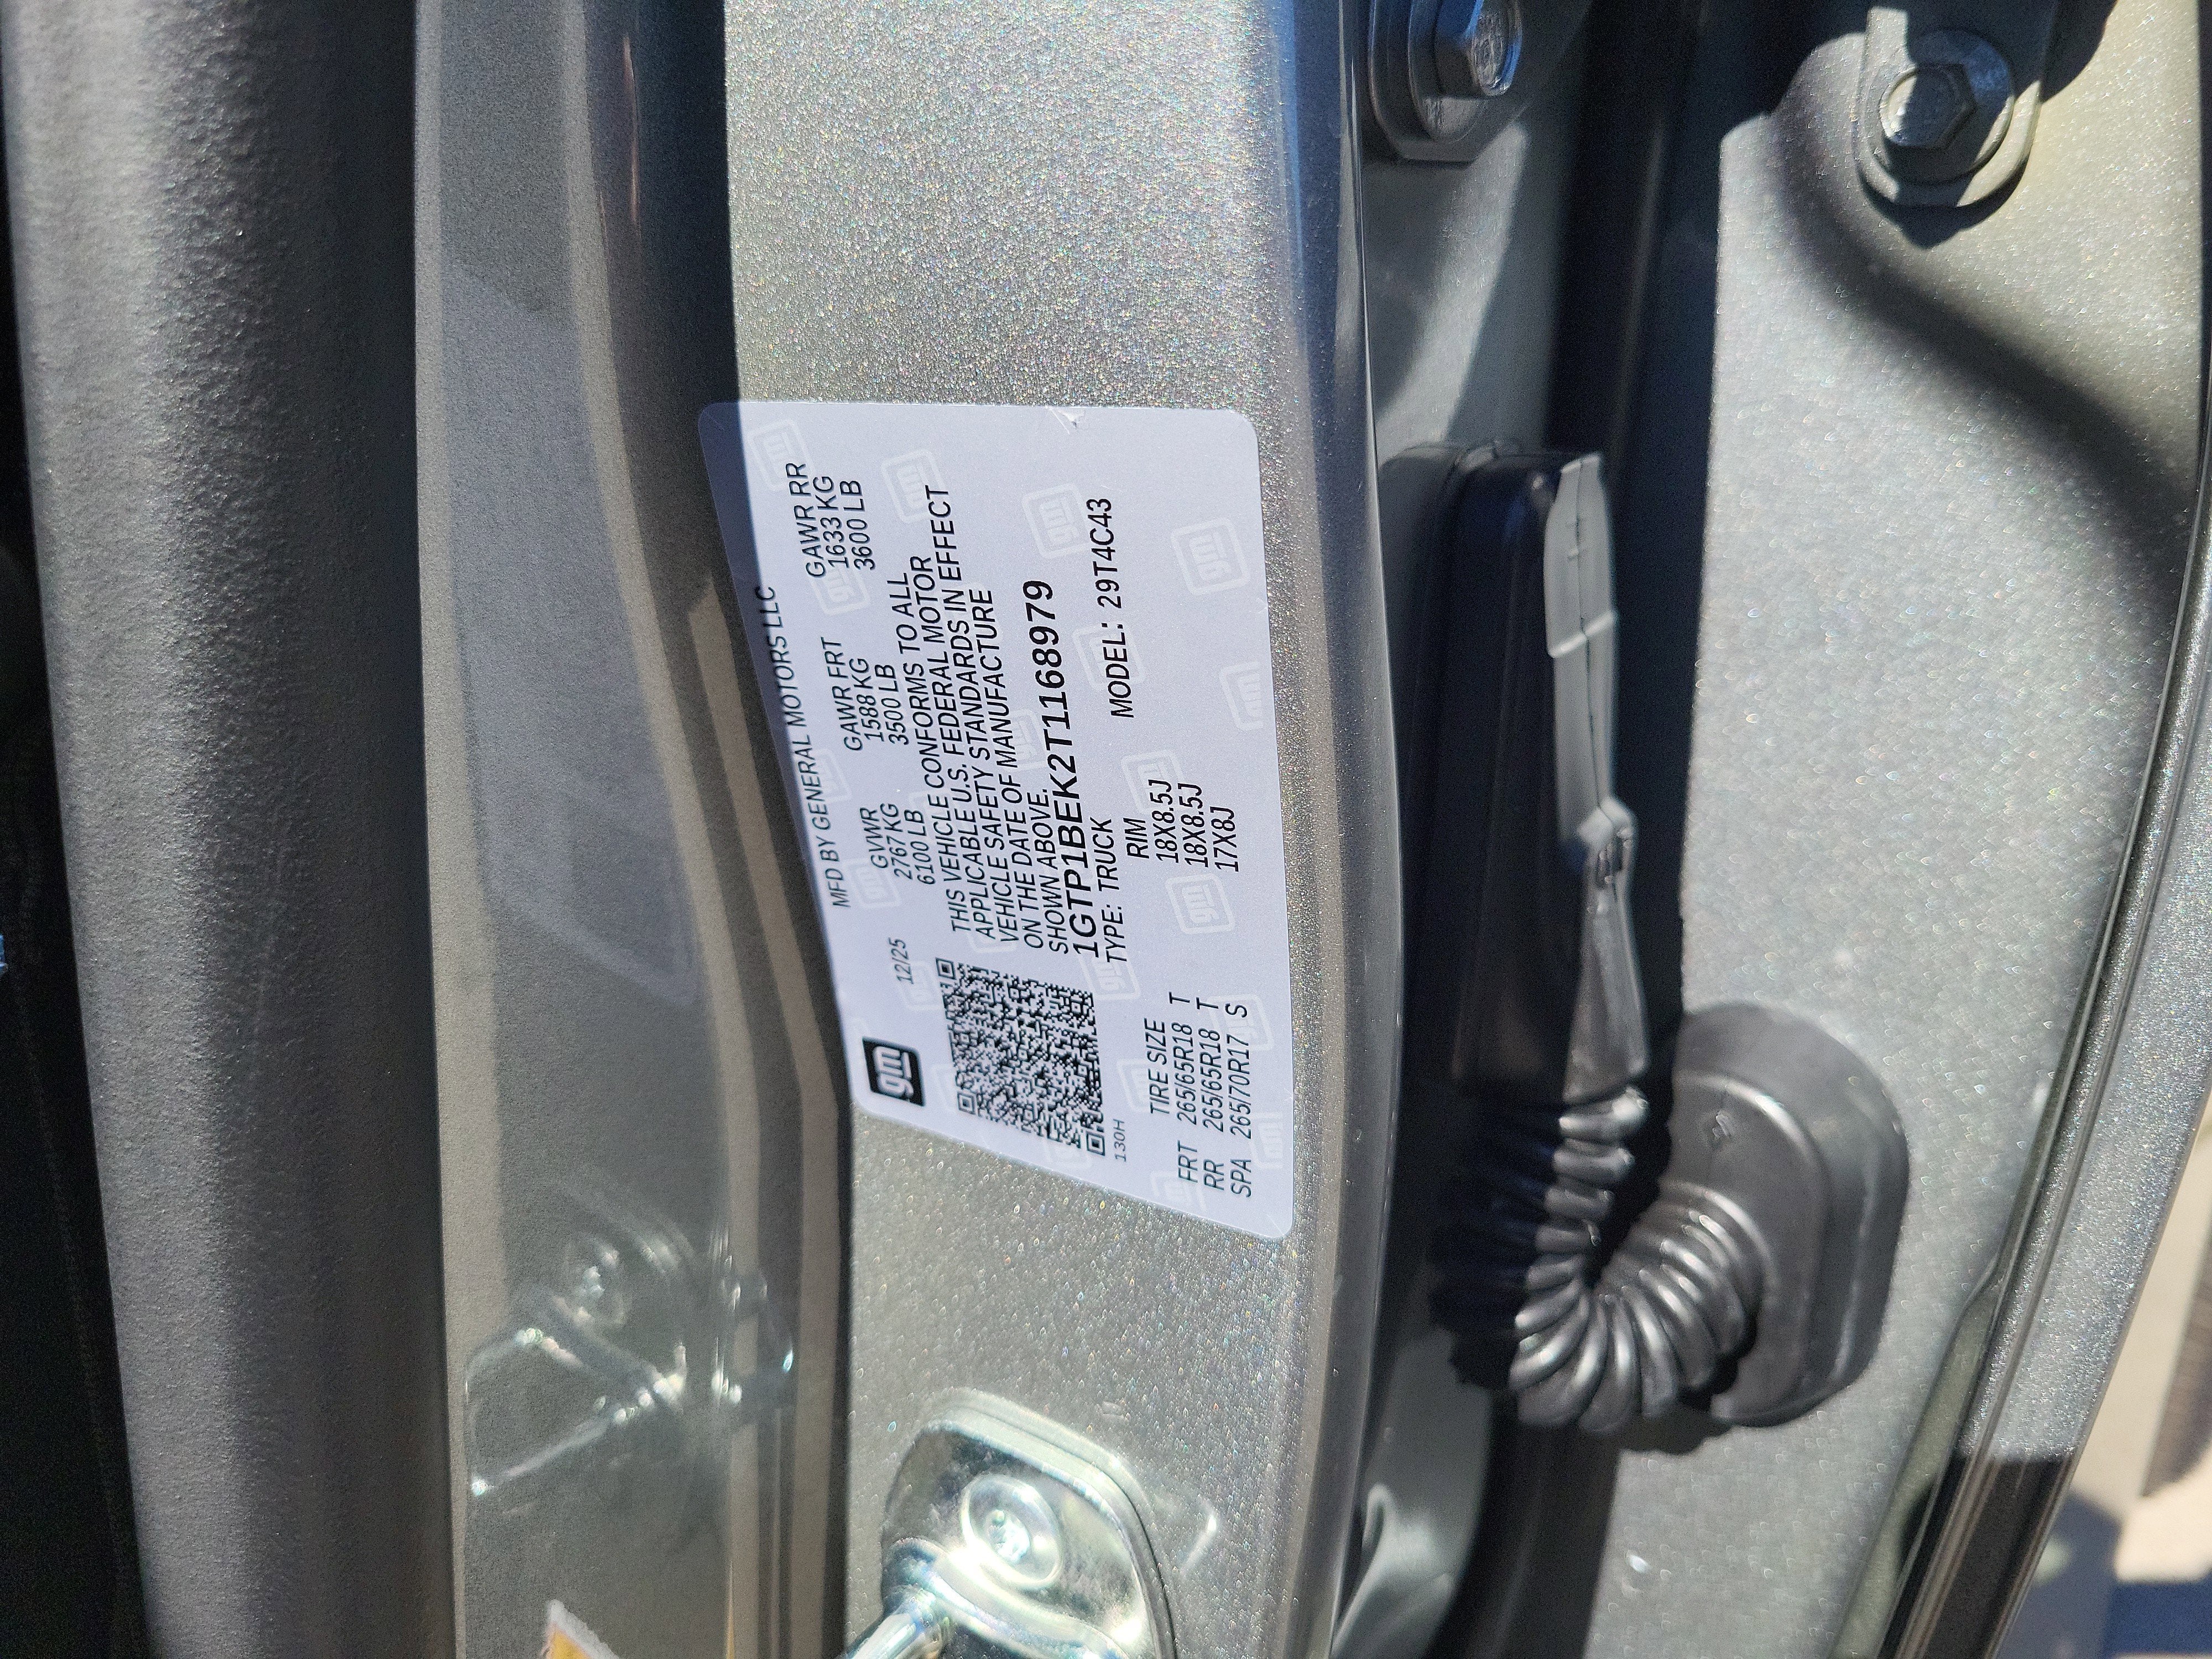 gm
MFD BY GENERAL MOTORS LLC
12/25 GVWR GAWR FRT GAWR RR
2767 KG 1588 KG 1633 KG
6100 LB 3500 LB 3600 LB
THIS VEHICLE CONFORMS TO ALL
APPLICABLE U.S. FEDERAL MOTOR
VEHICLE SAFETY STANDARDS IN EFFECT
ON THE DATE OF MANUFACTURE
SHOWN ABOVE.
1GTP1BEK2T1168979
130H TYPE: TRUCK MODEL: 29T4C43
TIRE SIZE RIM
FRT 265/65R18 T 18X8.5J
RR 265/65R18 T 18X8.5J
SPA 265/70R17 S 17X8J